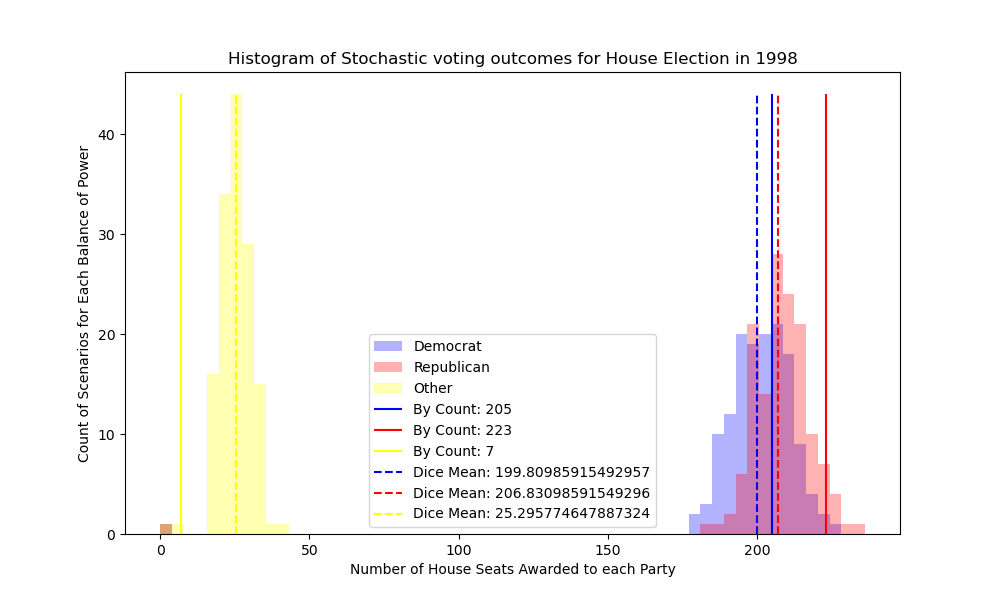 Histogram of Stochastic voting outcomes for House Election in 1998
Count of Scenarios for Each Balance of Power
40
30
20
10
0
Democrat
Republican
Other
By Count: 205
By Count: 223
By Count: 7
Dice Mean: 199.80985915492957
Dice Mean: 206.83098591549296
Dice Mean: 25.295774647887324
0 50 100 150 200
Number of House Seats Awarded to each Party